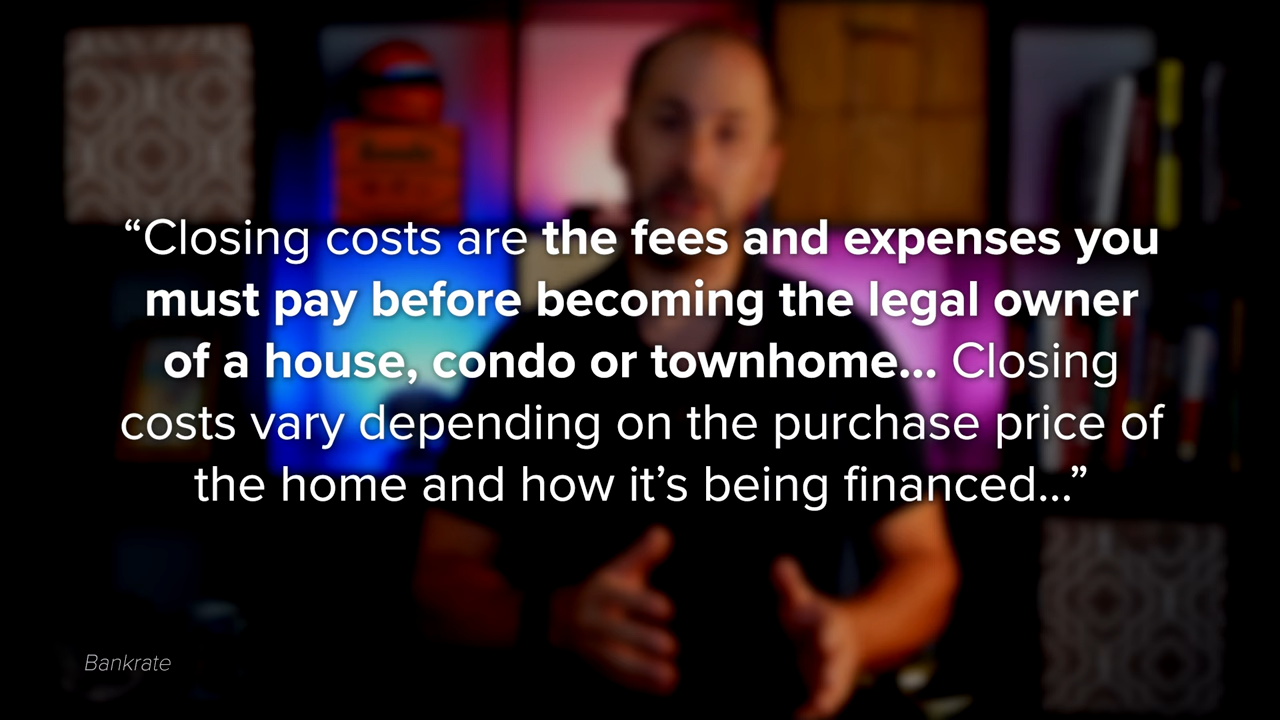 “Closing costs are the fees and expenses you
must pay before becoming the legal owner
of a house, condo or townhome... Closing
costs vary depending on the purchase price of
the home and how it’s being financed...”
Bankrate